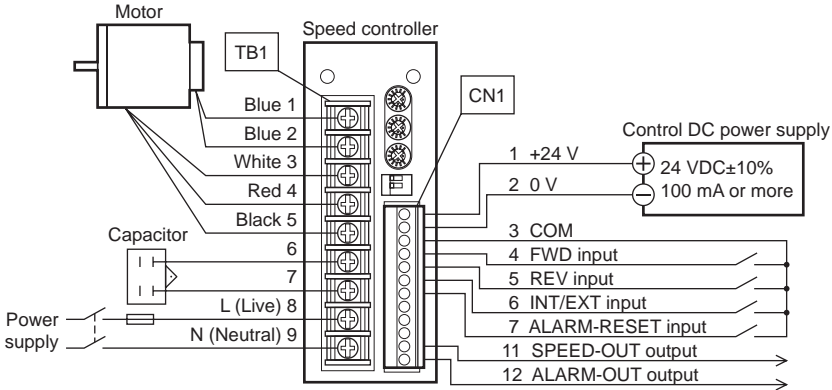 Motor
Speed controller
TB1
CN1
Blue 1
Blue 2
White 3
Red 4
Black 5
Capacitor
6
7
L (Live) 8
N (Neutral) 9
Power
supply
Control DC power supply
1 +24 V
24 VDC±10%
2 0 V
100 mA or more
3 COM
4 FWD input
5 REV input
6 INT/EXT input
7 ALARM-RESET input
11 SPEED-OUT output
12 ALARM-OUT output